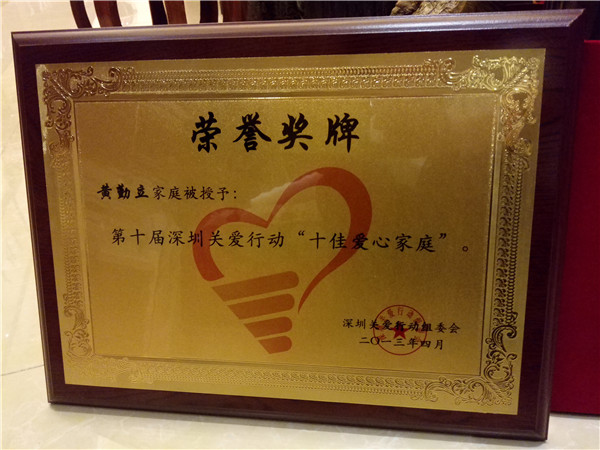 荣誉奖牌
黄勤立家庭被授予：
第十届深圳关爱行动“十佳爱心家庭”。
深圳关爱行动组委会
二〇一三年四月